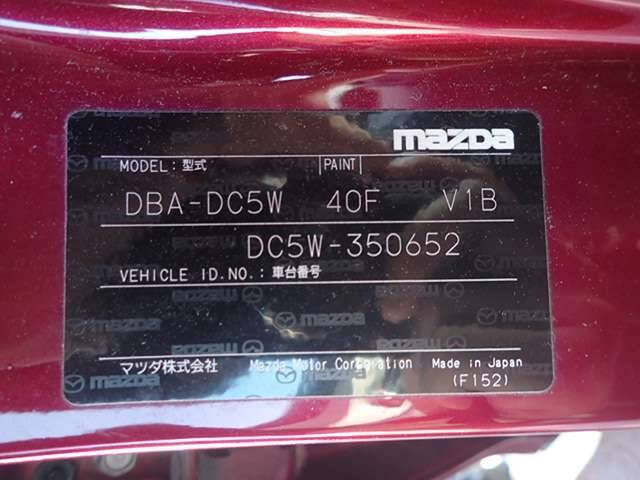 mazda
MODEL: 型式 PAINT
DBA-DC5W 40F V1B
DC5W-350652
VEHICLE ID.NO.: 車台番号
マツダ株式会社 Mazda Motor Corporation Made in Japan
(F152)